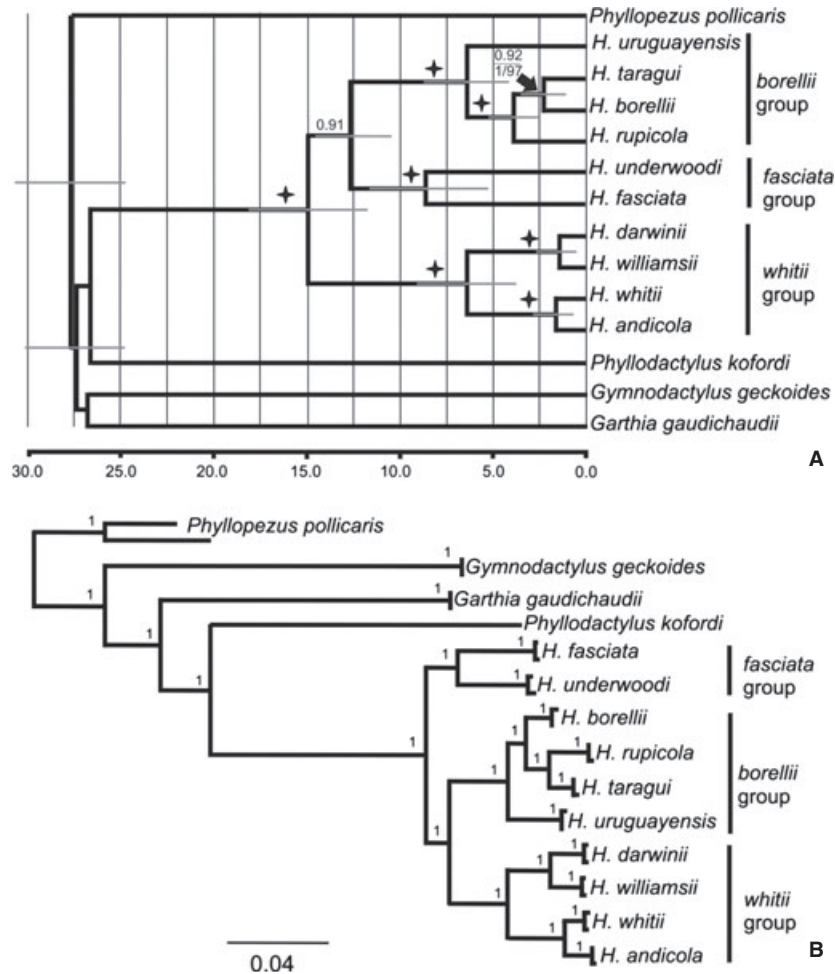 Phyllopezus pollicaris
H. uruguayensis
0.92
1/97
H. taragui
H. borellii
H. rupicola
borellii
group
0.91
H. underwoodi
H. fasciata
fasciata
group
H. darwinii
H. williamsii
H. whitii
H. andicola
whitii
group
Phyllodactylus kofordi
Gymnodactylus geckoides
Garthia gaudichaudii
30.0 25.0 20.0 15.0 10.0 5.0 0.0
A
1 Phyllopezus pollicaris
1 Gymnodactylus geckoides
1
1 Garthia gaudichaudii
1 Phyllodactylus kofordi
1 1 H. fasciata
1 1 H. underwoodi
fasciata
group
1 H. borellii
1
1 H. rupicola
1 1
1 H. taragui
borellii
group
1 1 H. uruguayensis
1 H. darwinii
1
1 H. williamsii
1
1 H. whitii
1
1 H. andicola
whitii
group
0.04
B